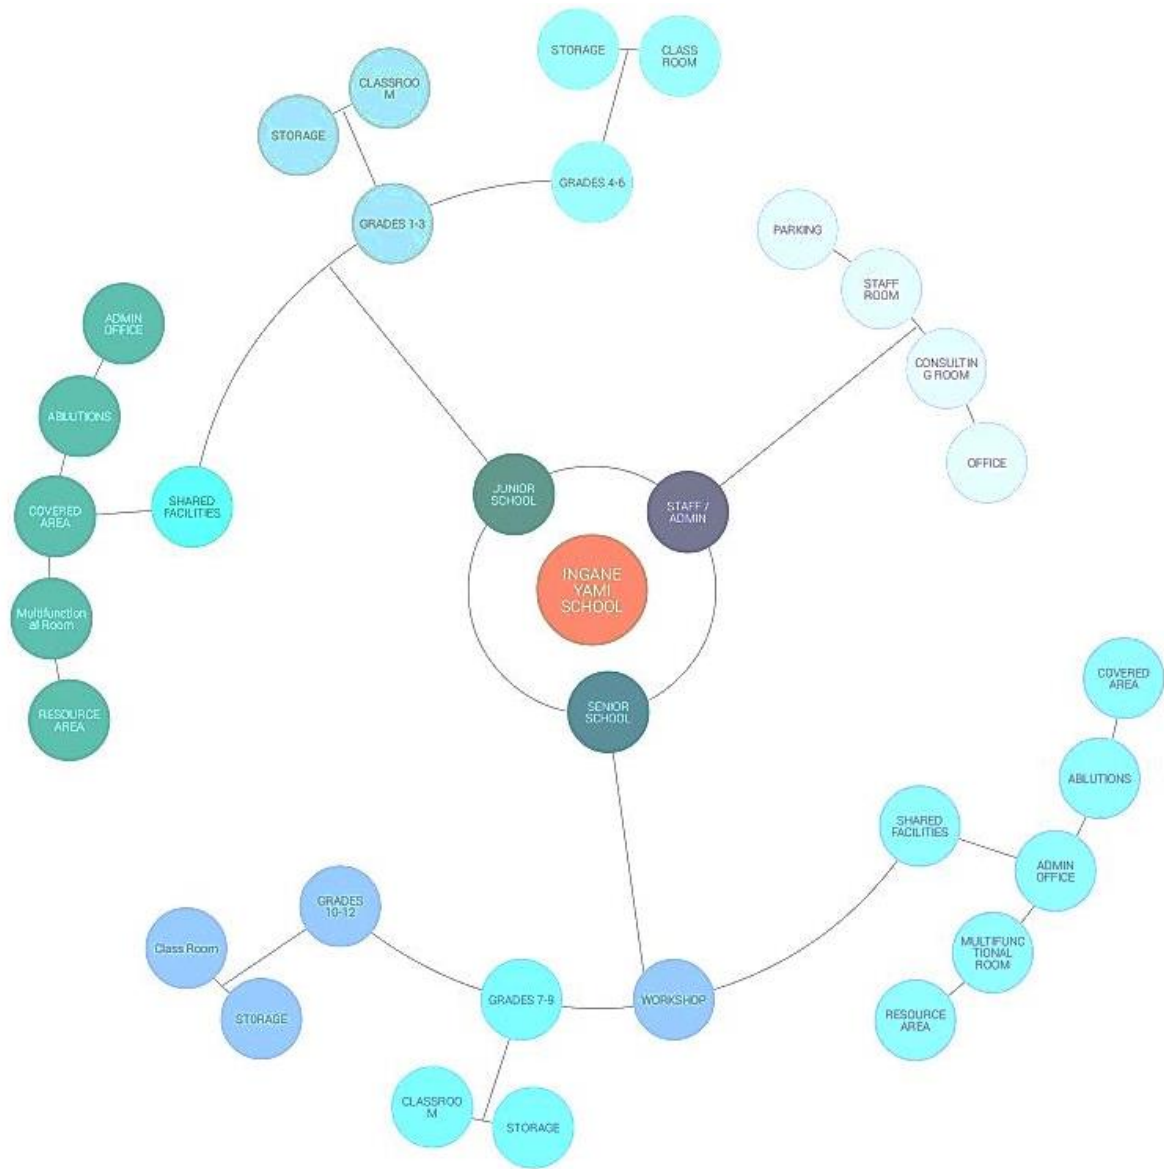 STORAGE
CLASS
ROOM
CLASSROO
M
STORAGE
GRADES 4-6
GRADES 1-3
PARKING
STAFF
ROOM
CONSULTIN
G ROOM
OFFICE
ADMIN
OFFICE
ABLUTIONS
COVERED
AREA
SHARED
FACILITIES
Multifunction
al Room
RESOURCE
AREA
JUNIOR
SCHOOL
STAFF /
ADMIN
INGANE
YAMI
SCHOOL
SENIOR
SCHOOL
COVERED
AREA
ABLUTIONS
SHARED
FACILITIES
ADMIN
OFFICE
MULTIFUNC
TIONAL
ROOM
RESOURCE
AREA
GRADES
10-12
Class Room
STORAGE
GRADES 7-9
WORKSHOP
CLASSROO
M
STORAGE